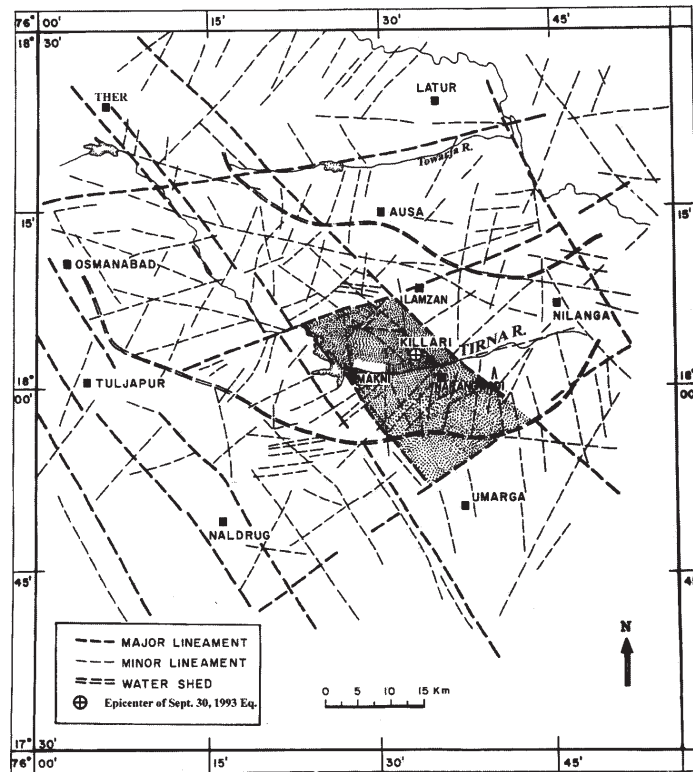 76° 00' 15' 30' 45'
18° 30'
THER
LATUR
Towarja R.
15' 15'
AUSA
OSMANABAD
LAMZAN
NILANGA
KILLARI
TIRNA R.
18° 00' 18° 00'
MAKNI
TULJAPUR
UMARGA
NALDRUG
45' 45'
MAJOR LINEAMENT
MINOR LINEAMENT
WATER SHED
Epicenter of Sept. 30, 1993 Eq.
N
0 5 10 15 Km
17° 30'
76° 00' 15' 30' 45'